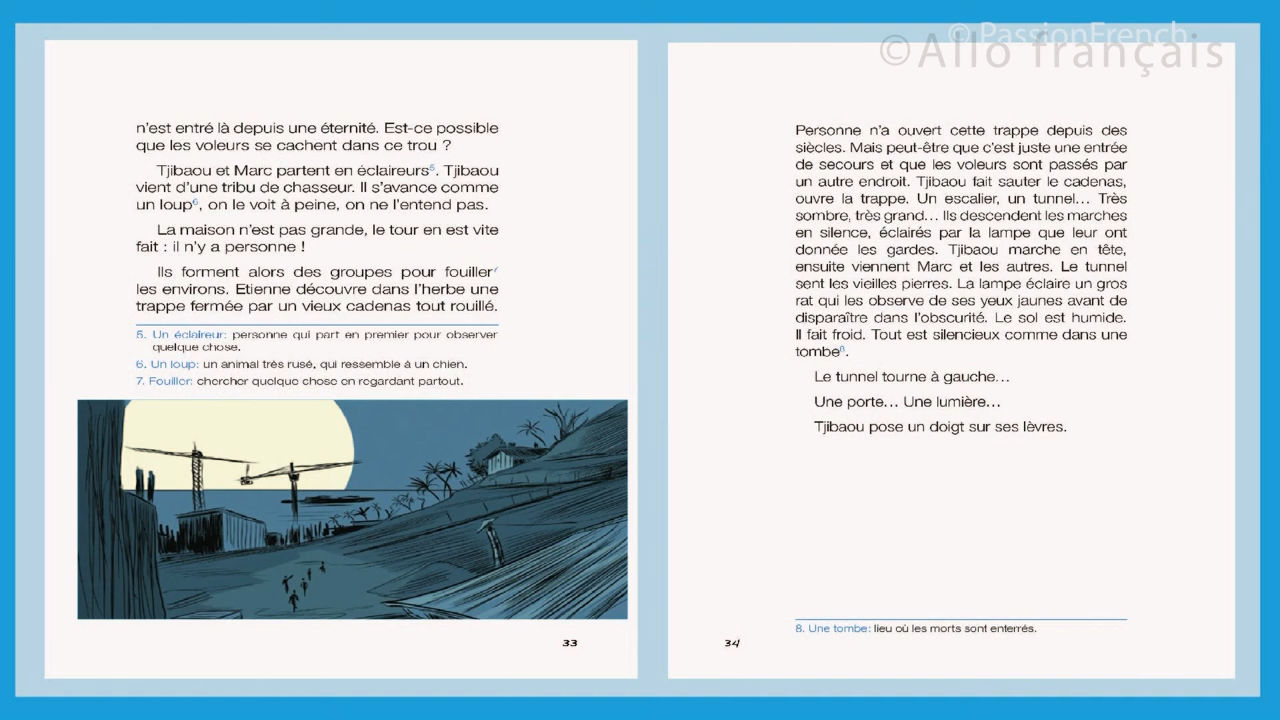 © PassionFrench
©Allo français
n'est entré là depuis une éternité. Est-ce possible
que les voleurs se cachent dans ce trou ?
Tjibaou et Marc partent en éclaireurs5. Tjibaou
vient d'une tribu de chasseur. Il s'avance comme
un loup6, on le voit à peine, on ne l'entend pas.
La maison n'est pas grande, le tour en est vite
fait : il n'y a personne !
Ils forment alors des groupes pour fouiller7
les environs. Etienne découvre dans l'herbe une
trappe fermée par un vieux cadenas tout rouillé.
5. Un éclaireur: personne qui part en premier pour observer
quelque chose.
6. Un loup: un animal très rusé, qui ressemble à un chien.
7. Fouiller: chercher quelque chose en regardant partout.
33
Personne n'a ouvert cette trappe depuis des
siècles. Mais peut-être que c'est juste une entrée
de secours et que les voleurs sont passés par
un autre endroit. Tjibaou fait sauter le cadenas,
ouvre la trappe. Un escalier, un tunnel... Très
sombre, très grand... Ils descendent les marches
en silence, éclairés par la lampe que leur ont
donnée les gardes. Tjibaou marche en tête,
ensuite viennent Marc et les autres. Le tunnel
sent les vieilles pierres. La lampe éclaire un gros
rat qui les observe de ses yeux jaunes avant de
disparaître dans l'obscurité. Le sol est humide.
Il fait froid. Tout est silencieux comme dans une
tombe8.
Le tunnel tourne à gauche...
Une porte... Une lumière...
Tjibaou pose un doigt sur ses lèvres.
8. Une tombe: lieu où les morts sont enterrés.
34